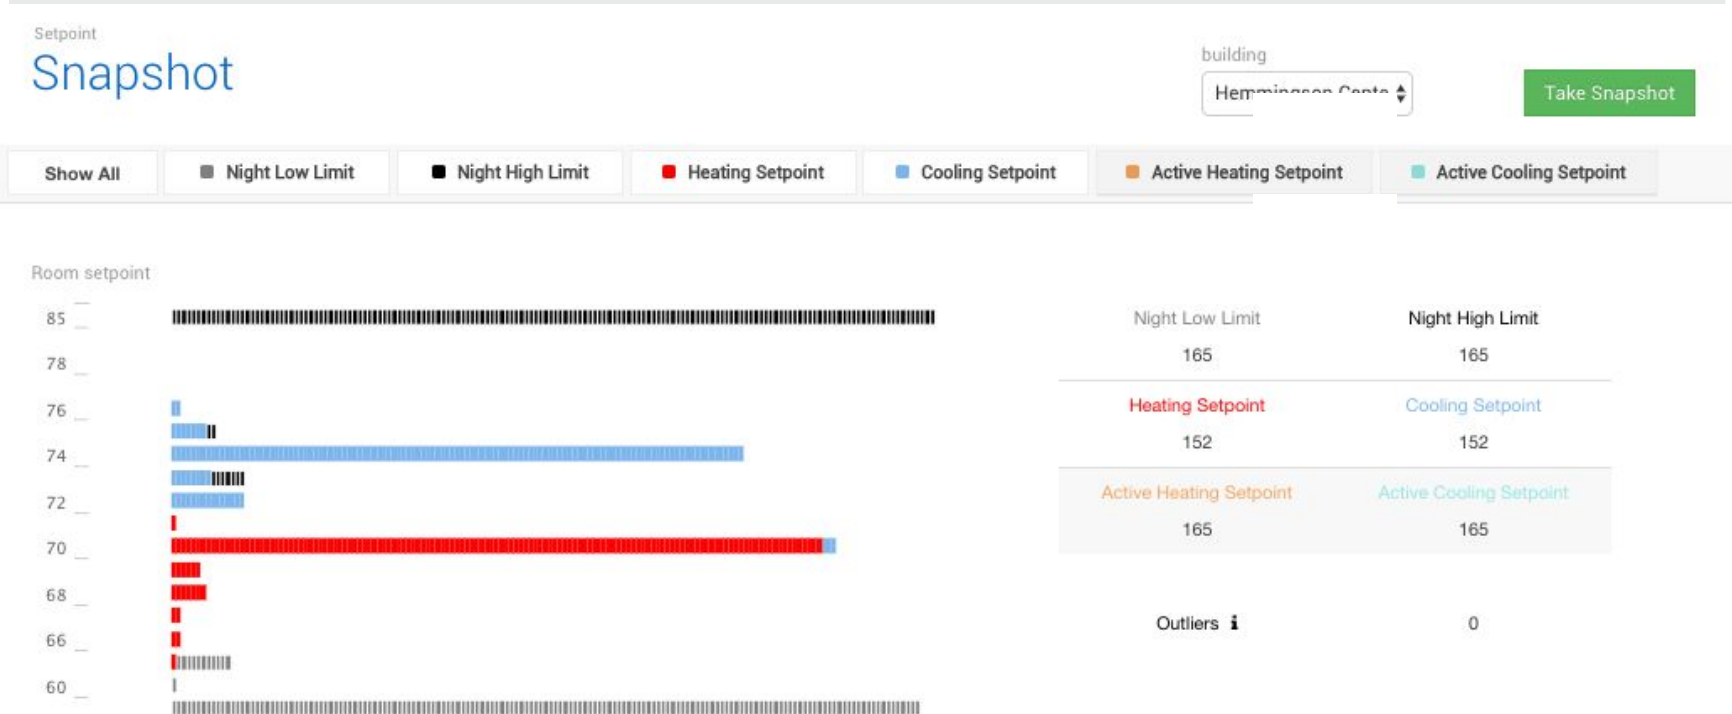 Setpoint
Snapshot
building
Take Snapshot
Show All
Night Low Limit
Night High Limit
Heating Setpoint
Cooling Setpoint
Active Heating Setpoint
Active Cooling Setpoint
Room setpoint
85
78
76
74
72
70
68
66
60
Night Low Limit Night High Limit
165 165
Heating Setpoint Cooling Setpoint
152 152
Active Heating Setpoint Active Cooling Setpoint
165 165
Outliers i 0